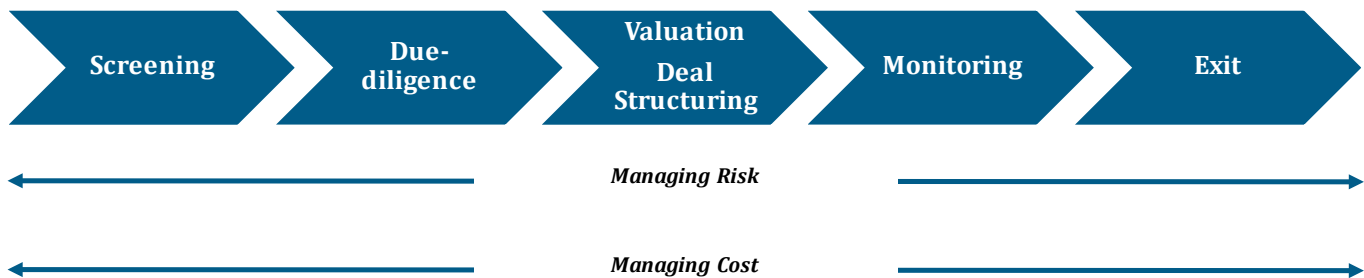 Screening
Due-
diligence
Valuation
Deal
Structuring
Monitoring
Exit
Managing Risk
Managing Cost